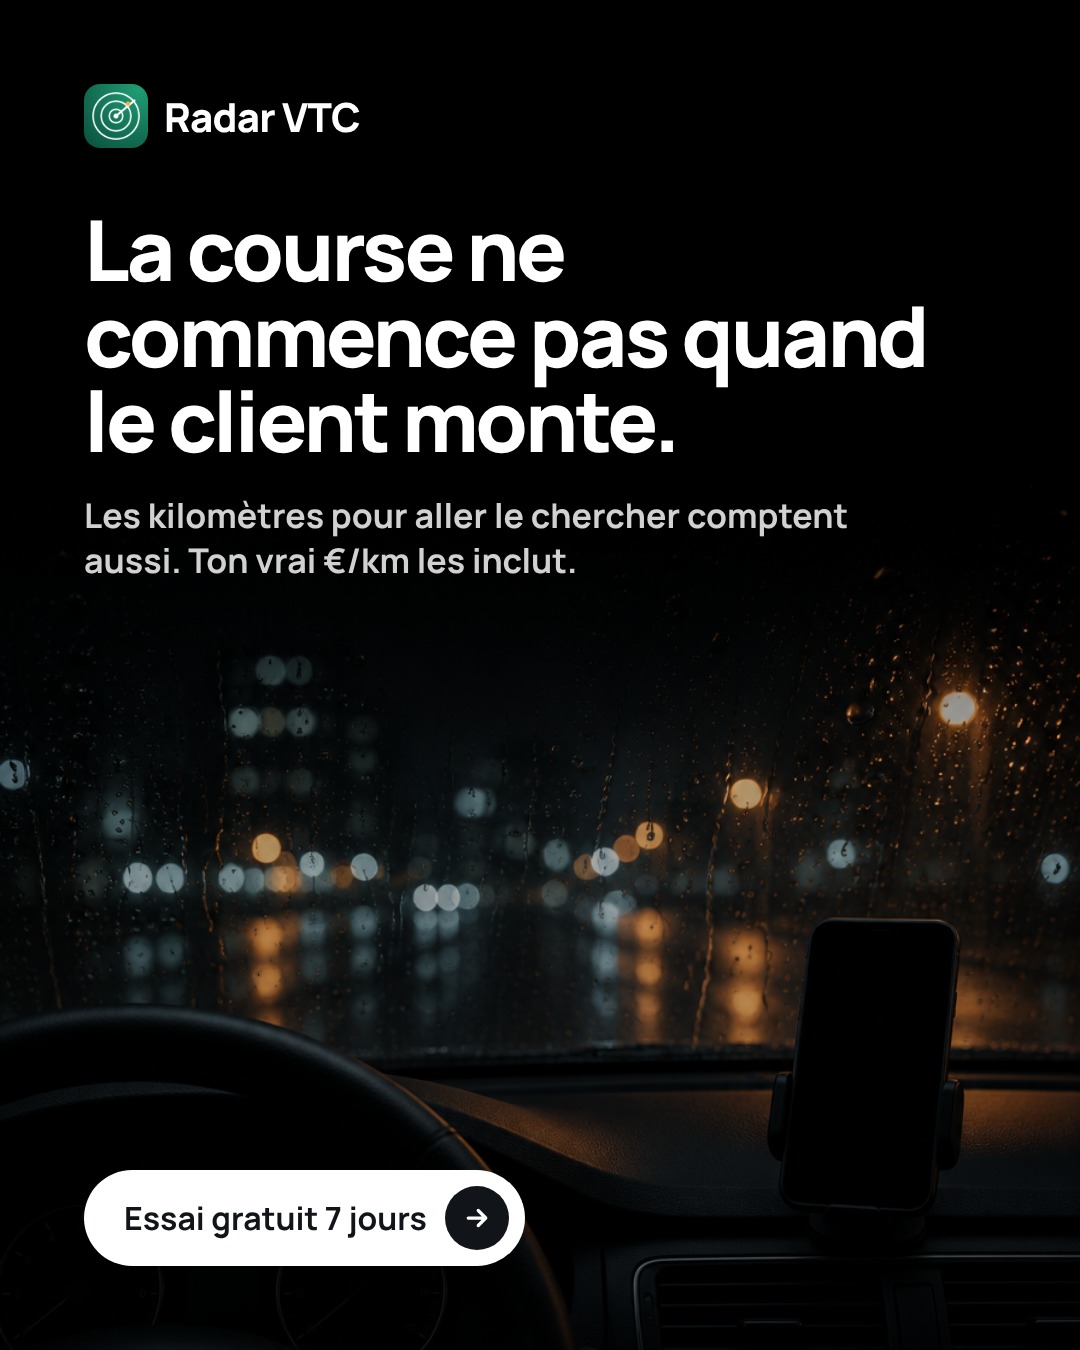 Radar VTC
La course ne
commence pas quand
le client monte.
Les kilomètres pour aller le chercher comptent
aussi. Ton vrai €/km les inclut.
Essai gratuit 7 jours